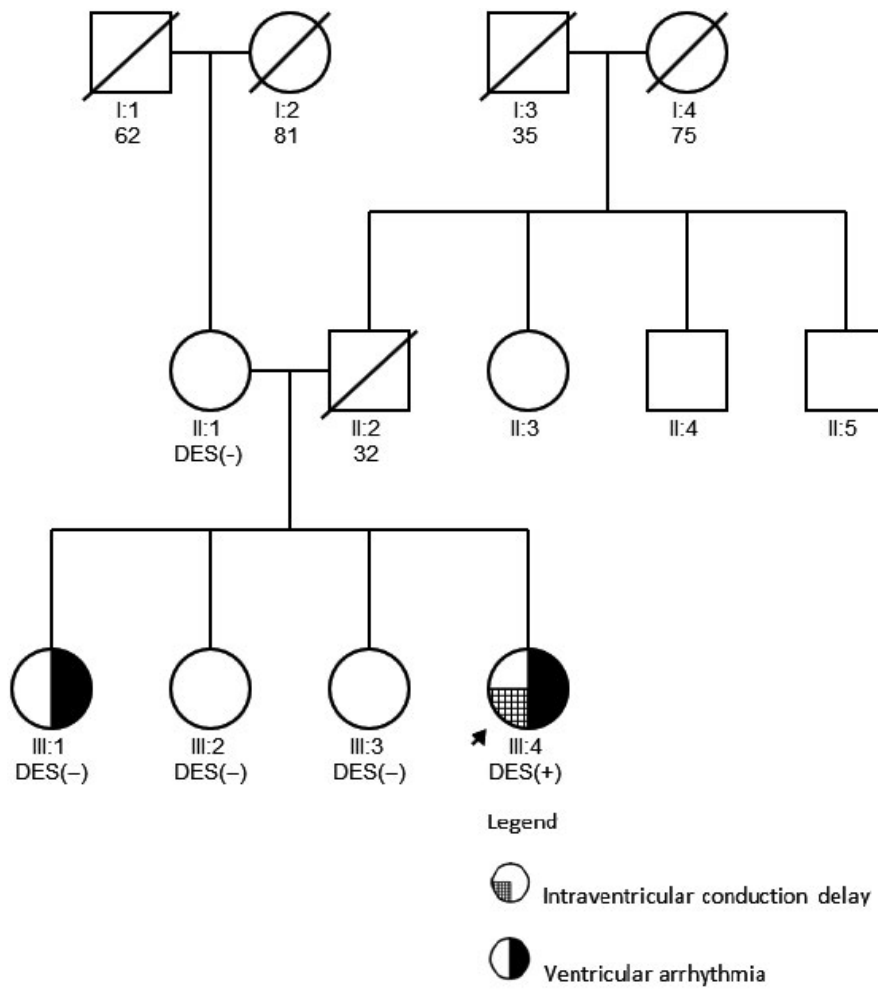 I:1
62
I:2
81
I:3
35
I:4
75
II:1
DES(-)
II:2
32
II:3
II:4
II:5
III:1
DES(–)
III:2
DES(–)
III:3
DES(–)
III:4
DES(+)
Legend
Intraventricular conduction delay
Ventricular arrhythmia